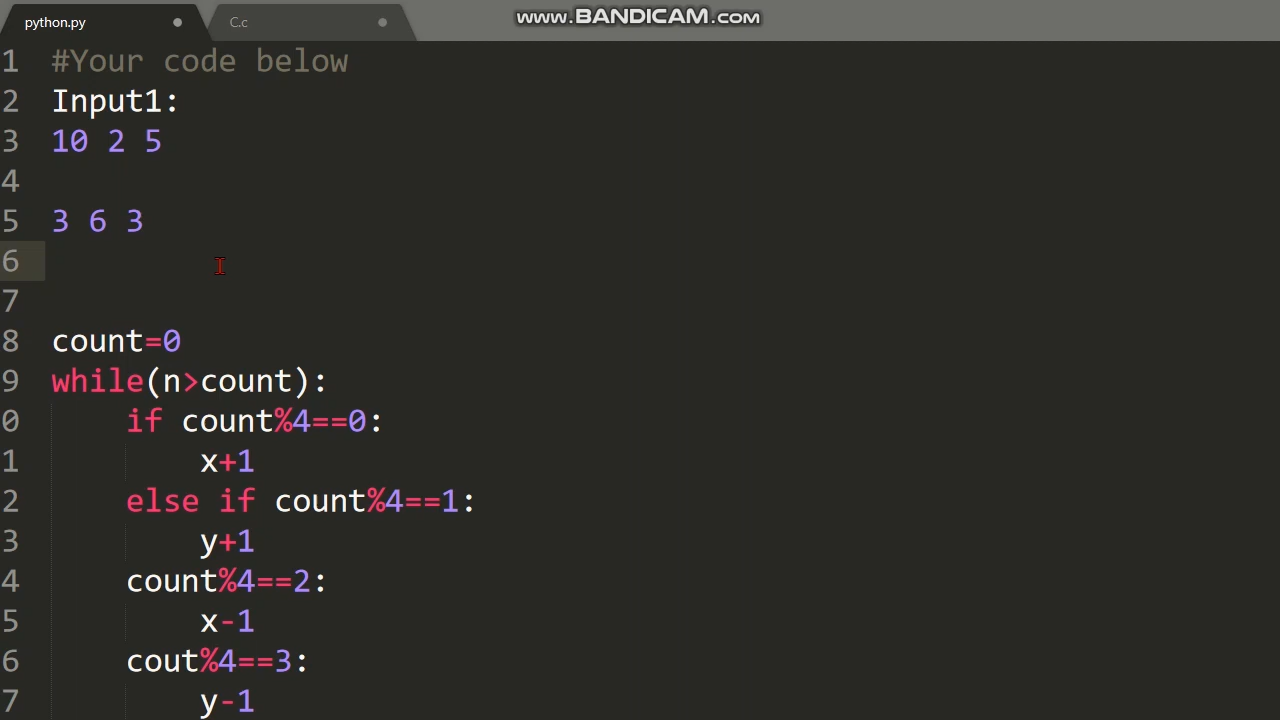 python.py C.c www.BANDICAM.com
1 #Your code below
2 Input1:
3 10 2 5
4
5 3 6 3
6
7
8 count=0
9 while(n>count):
0 if count%4==0:
1 x+1
2 else if count%4==1:
3 y+1
4 count%4==2:
5 x-1
6 cout%4==3:
7 y-1